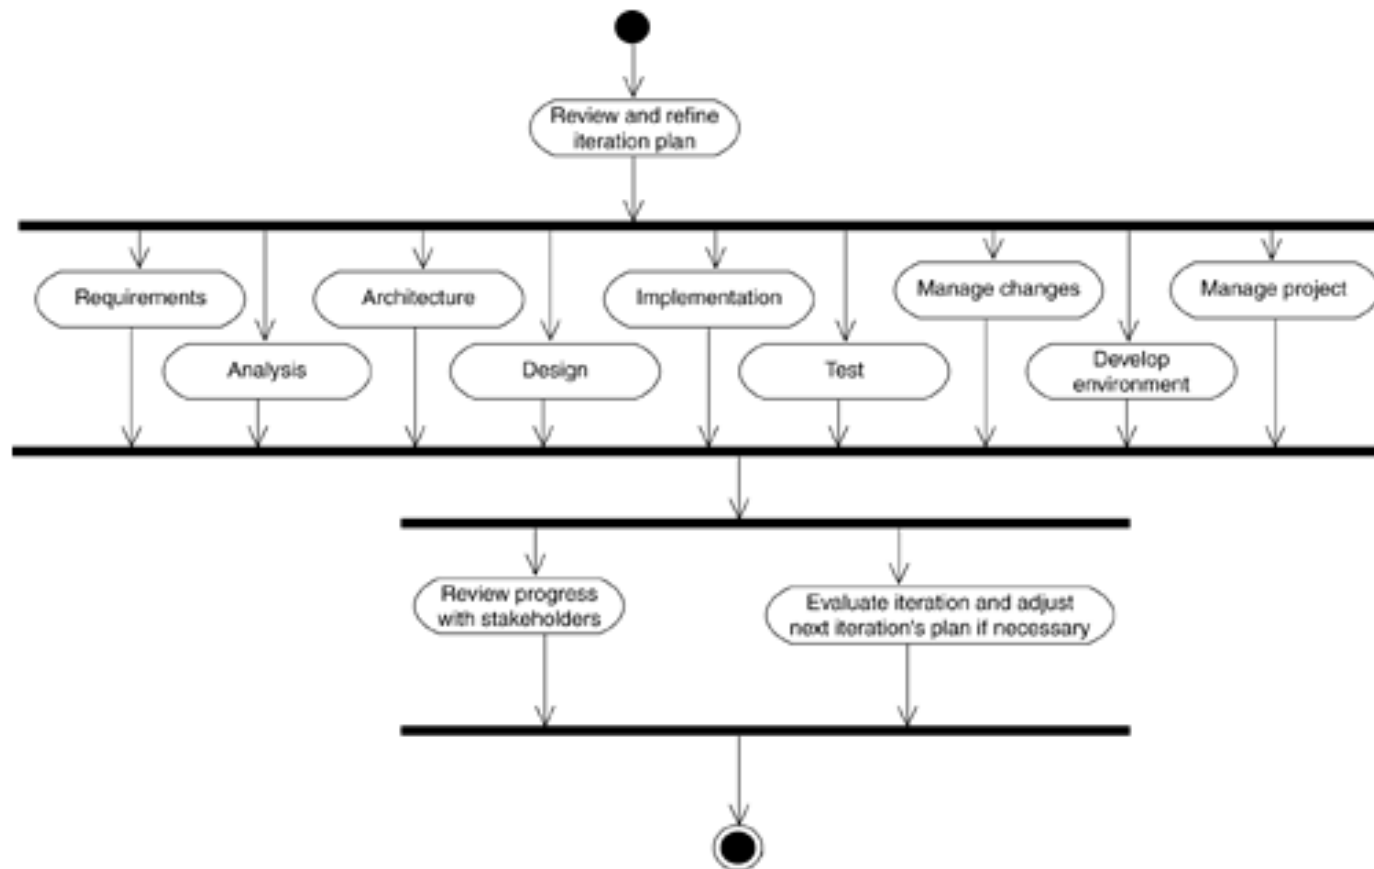 Review and refine
iteration plan
Requirements
Architecture
Implementation
Manage changes
Manage project
Analysis
Design
Test
Develop
environment
Review progress
with stakeholders
Evaluate iteration and adjust
next iteration's plan if necessary